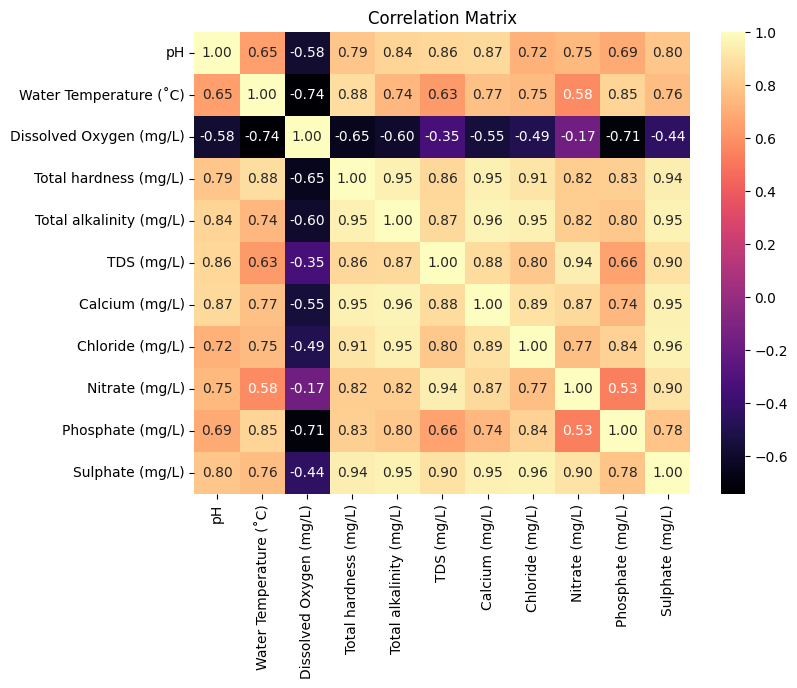 Correlation Matrix
pH 1.00 0.65 -0.58 0.79 0.84 0.86 0.87 0.72 0.75 0.69 0.80
Water Temperature (˚C) 0.65 1.00 -0.74 0.88 0.74 0.63 0.77 0.75 0.58 0.85 0.76
Dissolved Oxygen (mg/L) -0.58 -0.74 1.00 -0.65 -0.60 -0.35 -0.55 -0.49 -0.17 -0.71 -0.44
Total hardness (mg/L) 0.79 0.88 -0.65 1.00 0.95 0.86 0.95 0.91 0.82 0.83 0.94
Total alkalinity (mg/L) 0.84 0.74 -0.60 0.95 1.00 0.87 0.96 0.95 0.82 0.80 0.95
TDS (mg/L) 0.86 0.63 -0.35 0.86 0.87 1.00 0.88 0.80 0.94 0.66 0.90
Calcium (mg/L) 0.87 0.77 -0.55 0.95 0.96 0.88 1.00 0.89 0.87 0.74 0.95
Chloride (mg/L) 0.72 0.75 -0.49 0.91 0.95 0.80 0.89 1.00 0.77 0.84 0.96
Nitrate (mg/L) 0.75 0.58 -0.17 0.82 0.82 0.94 0.87 0.77 1.00 0.53 0.90
Phosphate (mg/L) 0.69 0.85 -0.71 0.83 0.80 0.66 0.74 0.84 0.53 1.00 0.78
Sulphate (mg/L) 0.80 0.76 -0.44 0.94 0.95 0.90 0.95 0.96 0.90 0.78 1.00
pH
Water Temperature (˚C)
Dissolved Oxygen (mg/L)
Total hardness (mg/L)
Total alkalinity (mg/L)
TDS (mg/L)
Calcium (mg/L)
Chloride (mg/L)
Nitrate (mg/L)
Phosphate (mg/L)
Sulphate (mg/L)
1.0
0.8
0.6
0.4
0.2
0.0
−0.2
−0.4
−0.6